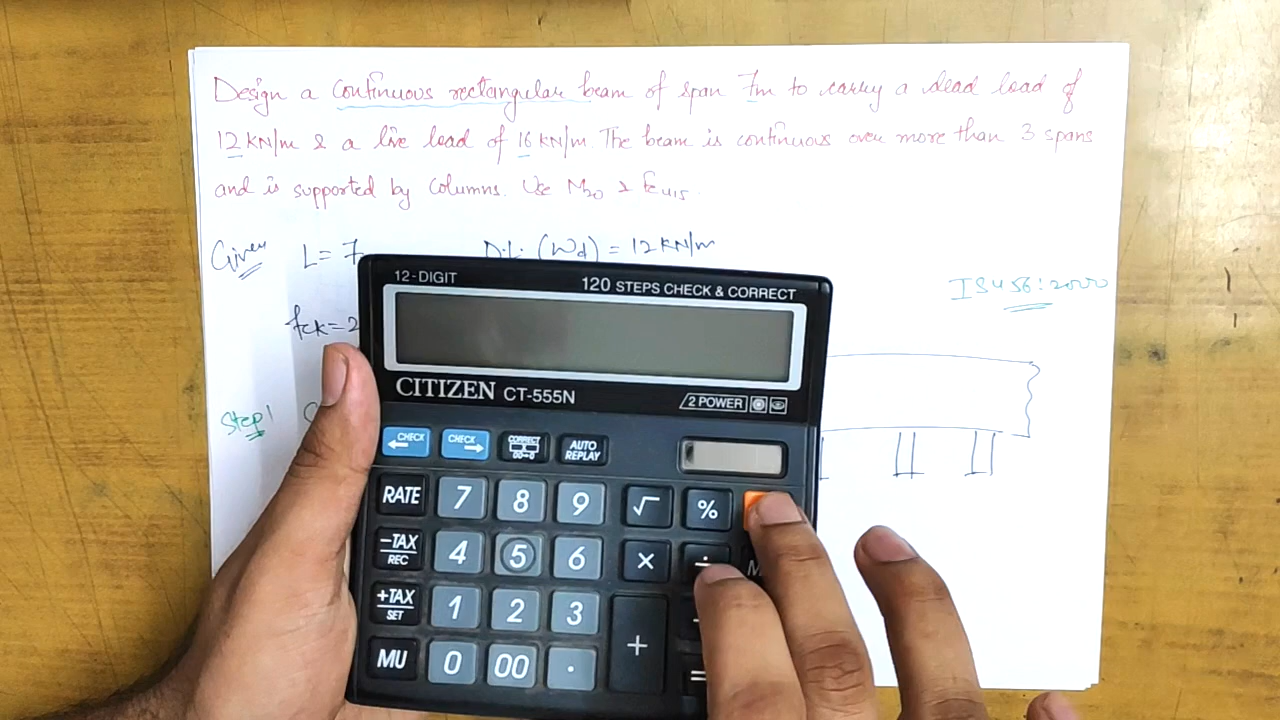 Design a continuous rectangular beam of span 7m to carry a dead load of
12 KN/m & a live load of 16 KN/m. The beam is continuous over more than 3 spans
and is supported by columns. Use M20 & Fe415.
Given L = 7 D.L. (Wd) = 12 KN/m
IS 456:2000
fck = 2
Step 1
12-DIGIT 120 STEPS CHECK & CORRECT
CITIZEN CT-555N 2 POWER
CHECK CHECK CORRECT 00→0 AUTO REPLAY
RATE 7 8 9 √ %
-TAX REC 4 5 6 × ÷ M
+TAX SET 1 2 3 +
MU 0 00 · =